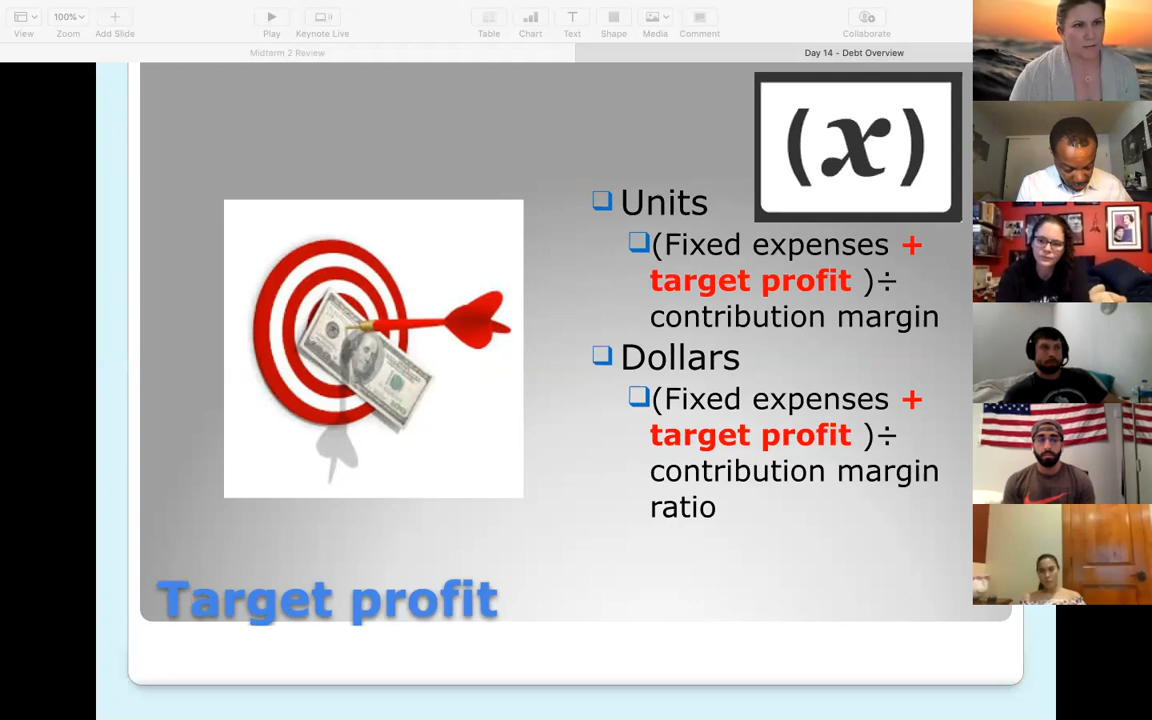 100%
View
Zoom
Add Slide
Play
Keynote Live
Table
Chart
Text
Shape
Media
Comment
Collaborate
Midterm 2 Review
Day 14 - Debt Overview
(x)
Units
(Fixed expenses +
target profit )÷
contribution margin
Dollars
(Fixed expenses +
target profit )÷
contribution margin
ratio
Target profit